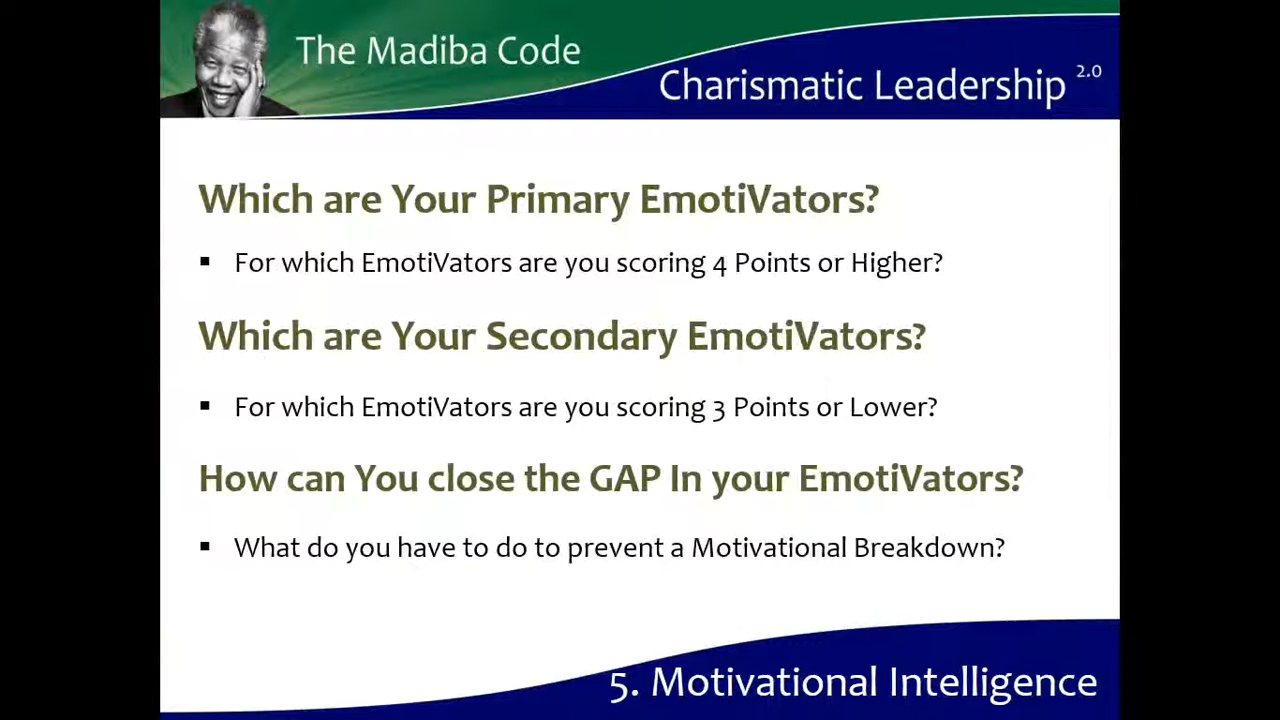 The Madiba Code
Charismatic Leadership 2.0
Which are Your Primary EmotiVators?
▪ For which EmotiVators are you scoring 4 Points or Higher?
Which are Your Secondary EmotiVators?
▪ For which EmotiVators are you scoring 3 Points or Lower?
How can You close the GAP In your EmotiVators?
▪ What do you have to do to prevent a Motivational Breakdown?
5. Motivational Intelligence